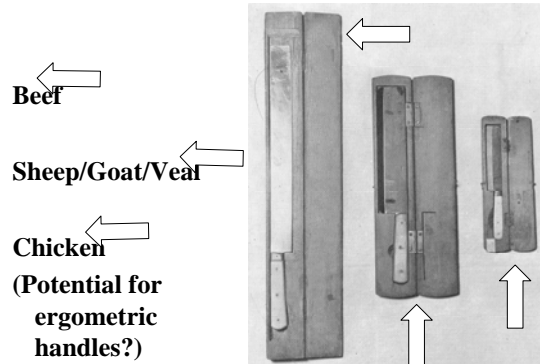 Beef
Sheep/Goat/Veal
Chicken
(Potential for
ergometric
handles?)